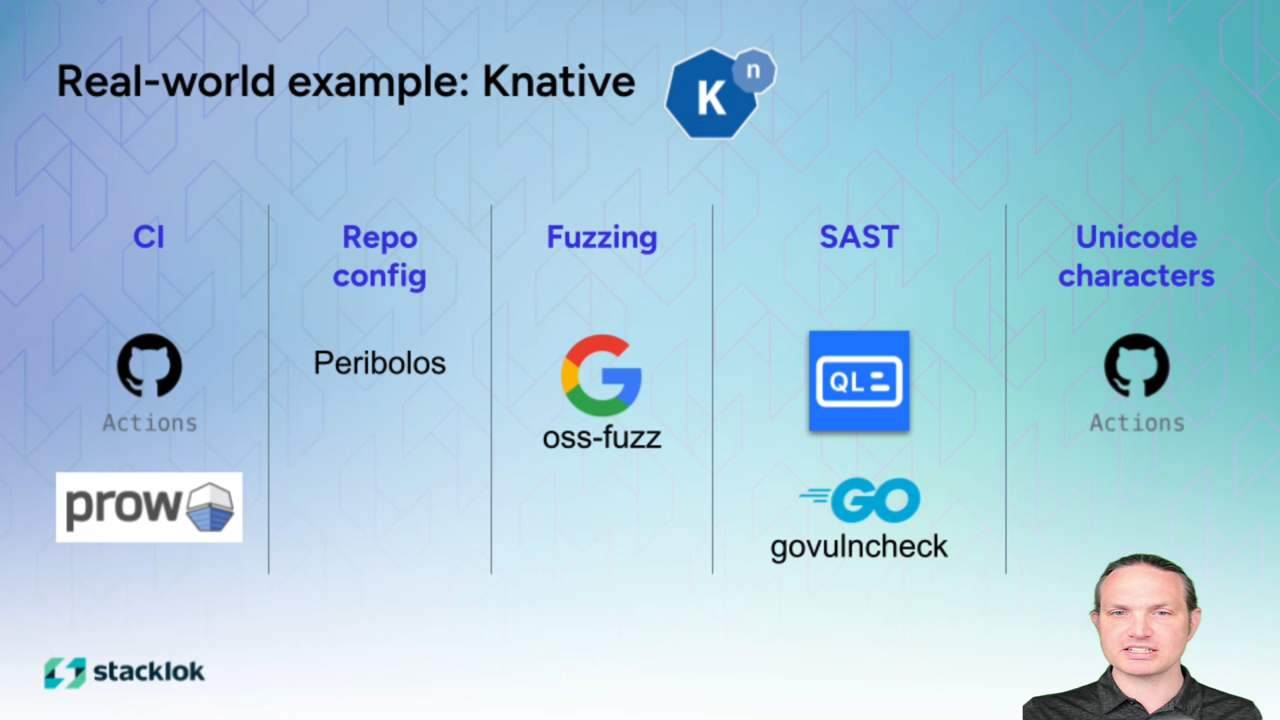 Real-world example: Knative
K
n
CI
Actions
prow
Repo
config
Peribolos
Fuzzing
G
oss-fuzz
SAST
QL
GO
govulncheck
Unicode
characters
Actions
stacklok